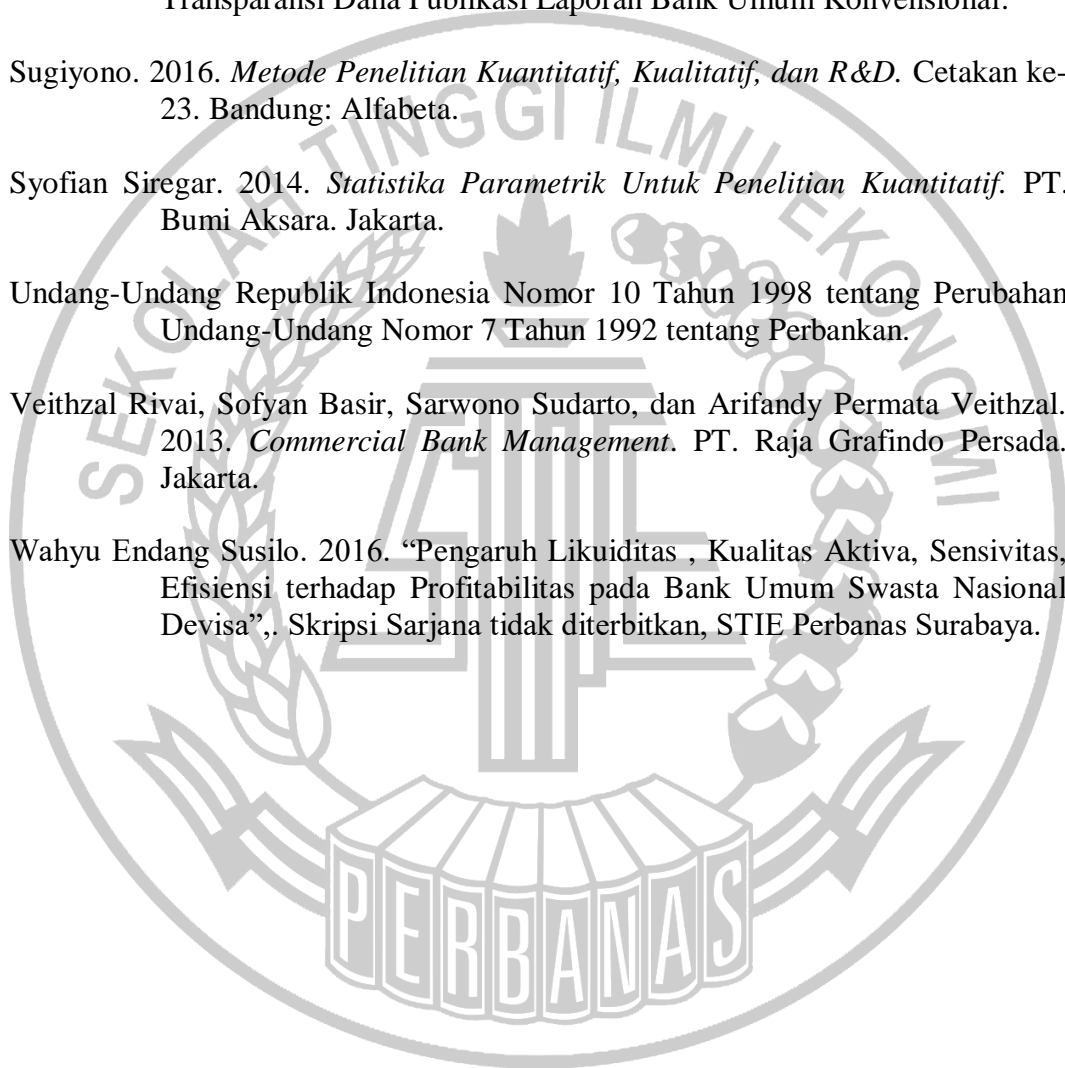 Transparansi Dana Publikasi Laporan Bank Umum Konvensional.
Sugiyono. 2016. Metode Penelitian Kuantitatif, Kualitatif, dan R&D. Cetakan ke-
23. Bandung: Alfabeta.
Syofian Siregar. 2014. Statistika Parametrik Untuk Penelitian Kuantitatif. PT.
Bumi Aksara. Jakarta.
Undang-Undang Republik Indonesia Nomor 10 Tahun 1998 tentang Perubahan
Undang-Undang Nomor 7 Tahun 1992 tentang Perbankan.
Veithzal Rivai, Sofyan Basir, Sarwono Sudarto, dan Arifandy Permata Veithzal.
2013. Commercial Bank Management. PT. Raja Grafindo Persada.
Jakarta.
Wahyu Endang Susilo. 2016. “Pengaruh Likuiditas , Kualitas Aktiva, Sensivitas,
Efisiensi terhadap Profitabilitas pada Bank Umum Swasta Nasional
Devisa”,. Skripsi Sarjana tidak diterbitkan, STIE Perbanas Surabaya.
SEKOLAH TINGGI ILMU EKONOMI
PERBANAS